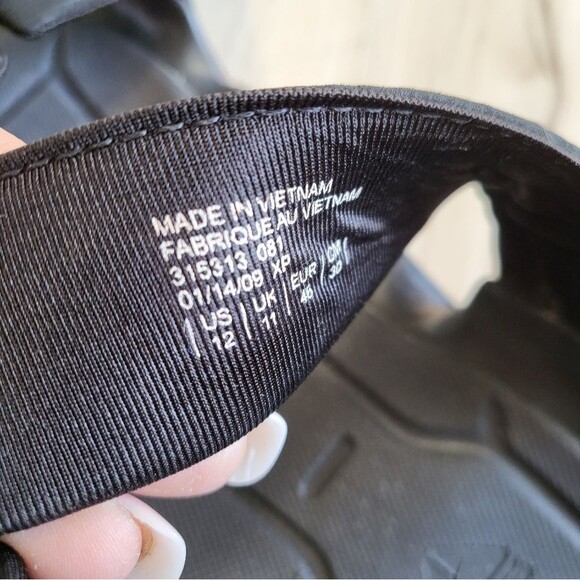 MADE IN VIETNAM
FABRIQUE AU VIETNAM
315313 081
01/14/09 XP
US | UK | EUR | CM
12 | 11 | 46 | 30